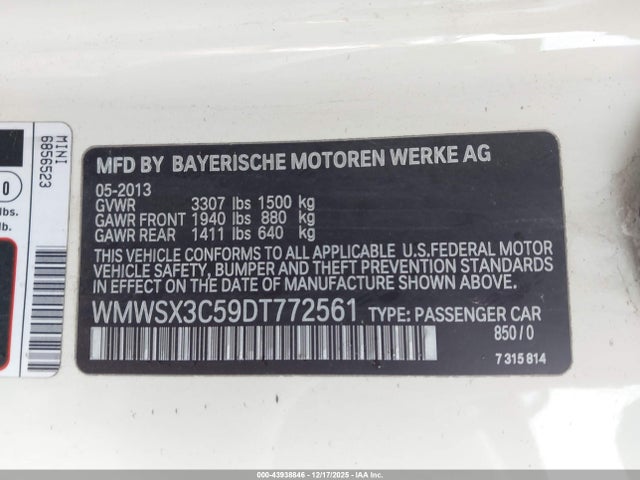 MINI
6856523
0
lbs.
lb.
MFD BY BAYERISCHE MOTOREN WERKE AG
05-2013
GVWR 3307 lbs 1500 kg
GAWR FRONT 1940 lbs 880 kg
GAWR REAR 1411 lbs 640 kg
THIS VEHICLE CONFORMS TO ALL APPLICABLE U.S.FEDERAL MOTOR
VEHICLE SAFETY, BUMPER AND THEFT PREVENTION STANDARDS
IN EFFECT ON THE DATE OF MANUFACTURE SHOWN ABOVE.
WMWSX3C59DT772561 TYPE: PASSENGER CAR
850/0
7 315 814
000-43938846 - 12/17/2025 - IAAI.COM